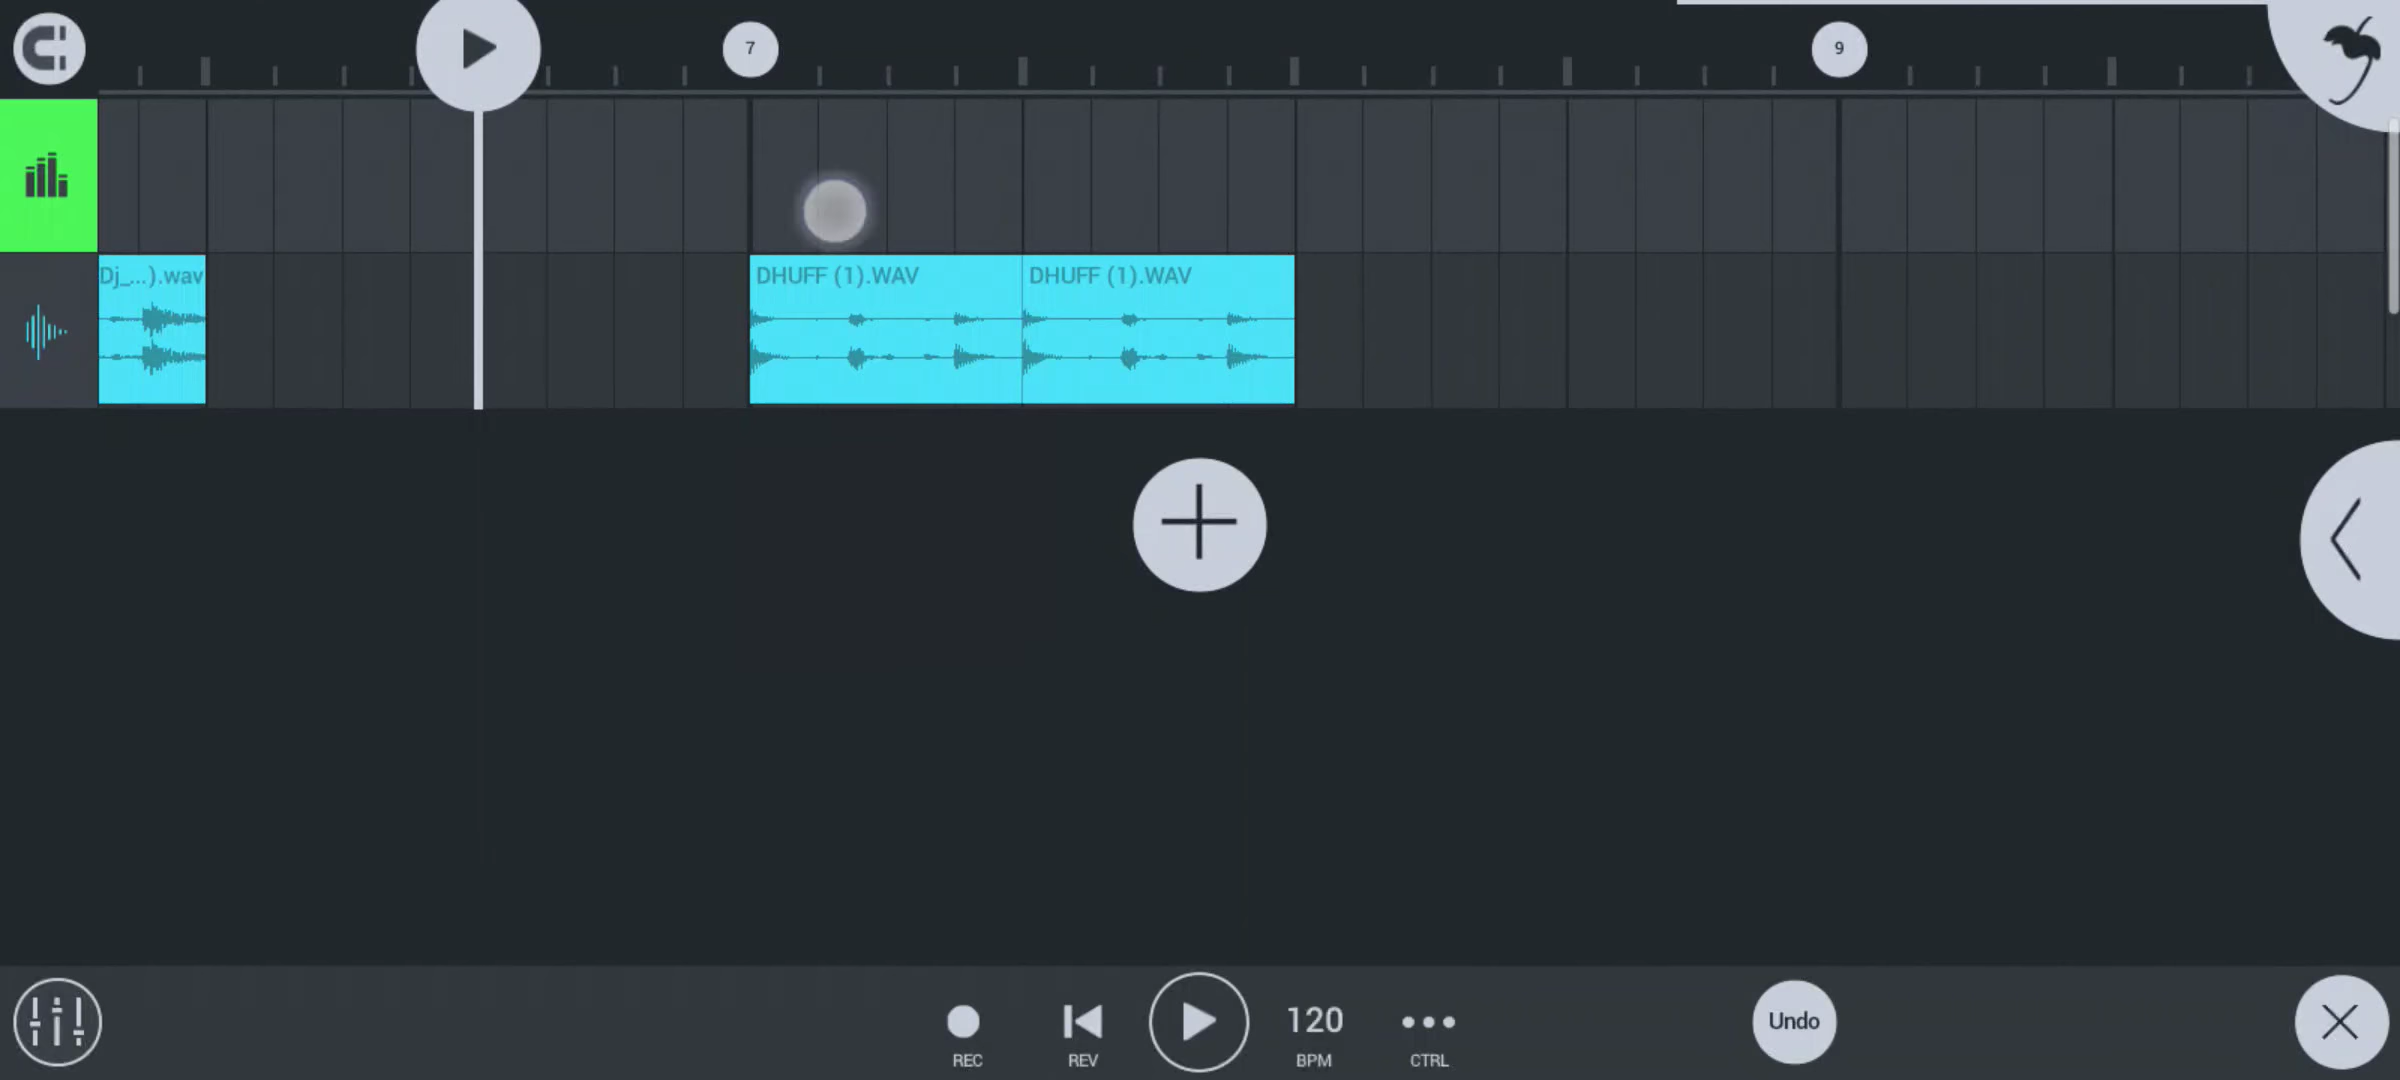 7
9
Dj_...).wav
DHUFF (1).WAV
DHUFF (1).WAV
120
Undo
REC
REV
BPM
CTRL